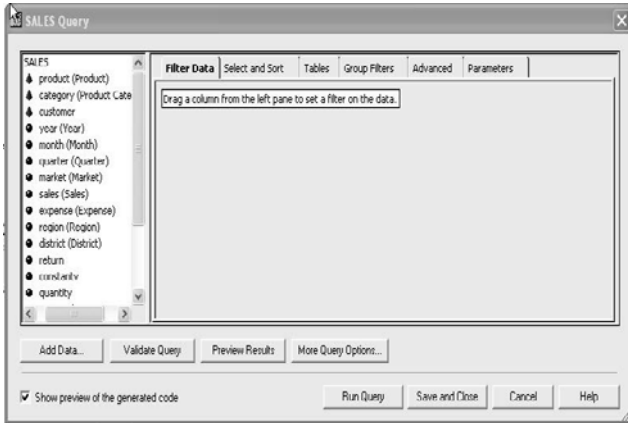 SALES Query
SALES
product (Product)
category (Product Cate
customer
year (Year)
month (Month)
quarter (Quarter)
market (Market)
sales (Sales)
expense (Expense)
region (Region)
district (District)
return
constanty
quantity
Filter Data
Select and Sort
Tables
Group Filters
Advanced
Parameters
Drag a column from the left pane to set a filter on the data.
Add Data...
Validate Query
Preview Results
More Query Options...
Show preview of the generated code
Run Query
Save and Close
Cancel
Help